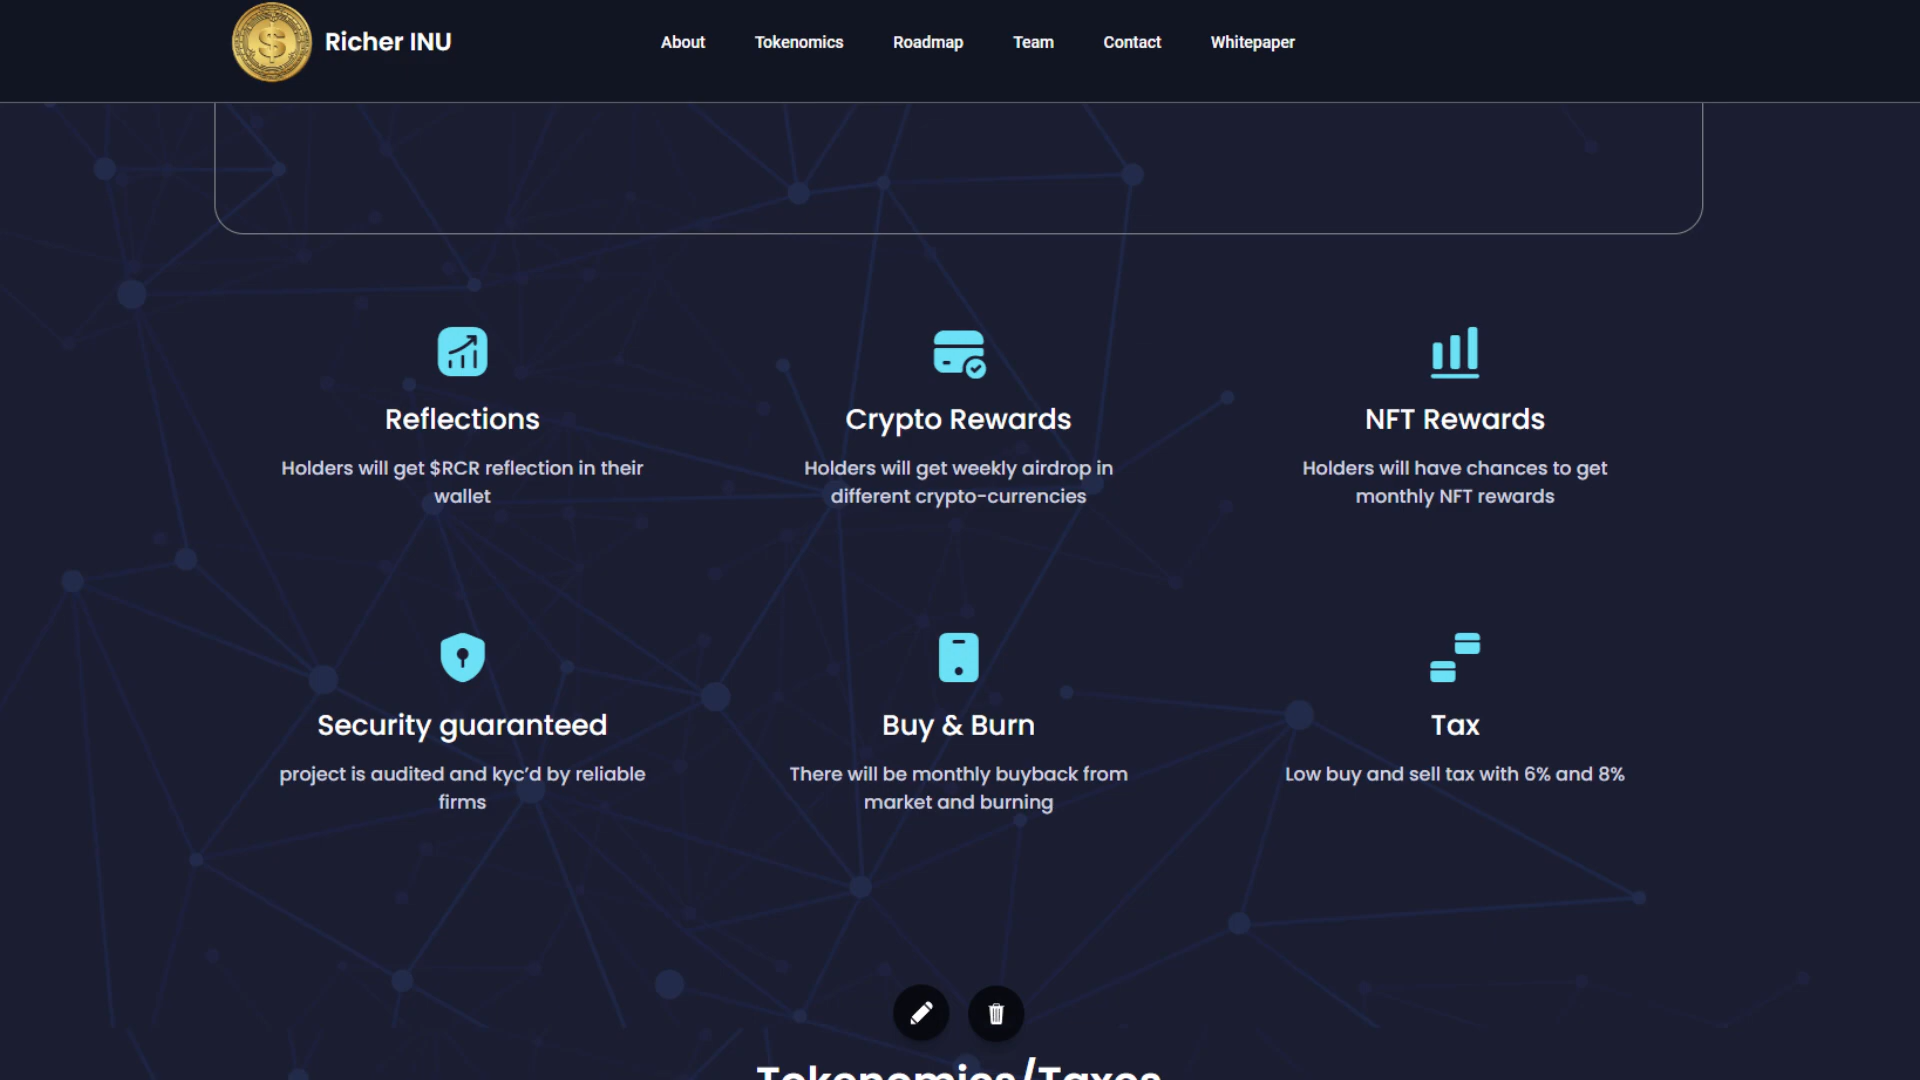 Richer INU
About
Tokenomics
Roadmap
Team
Contact
Whitepaper
Reflections
Holders will get $RCR reflection in their
wallet
Crypto Rewards
Holders will get weekly airdrop in
different crypto-currencies
NFT Rewards
Holders will have chances to get
monthly NFT rewards
Security guaranteed
project is audited and kyc’d by reliable
firms
Buy & Burn
There will be monthly buyback from
market and burning
Tax
Low buy and sell tax with 6% and 8%
Tokenomics/Taxes